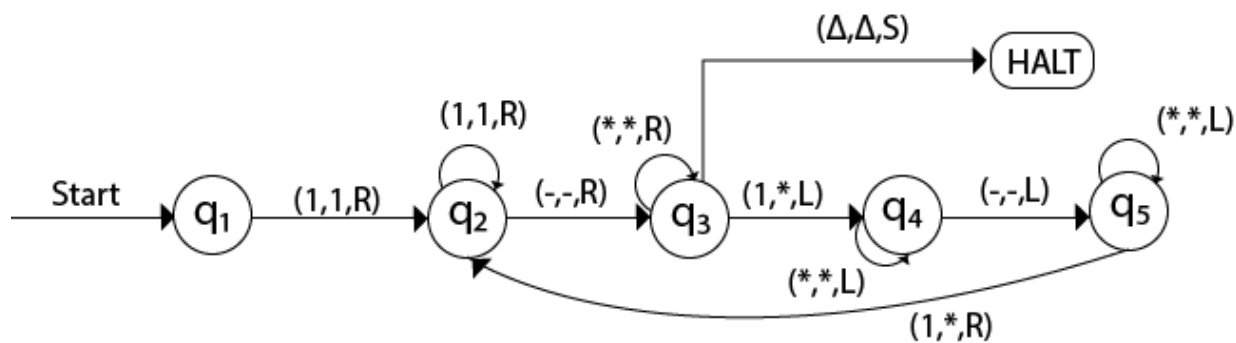 (Δ,Δ,S)
HALT
(1,1,R)
(*,*,R)
(*,*,L)
Start
q1
(1,1,R)
q2
(-,-,R)
q3
(1,*,L)
q4
(-,-,L)
q5
(*,*,L)
(1,*,R)